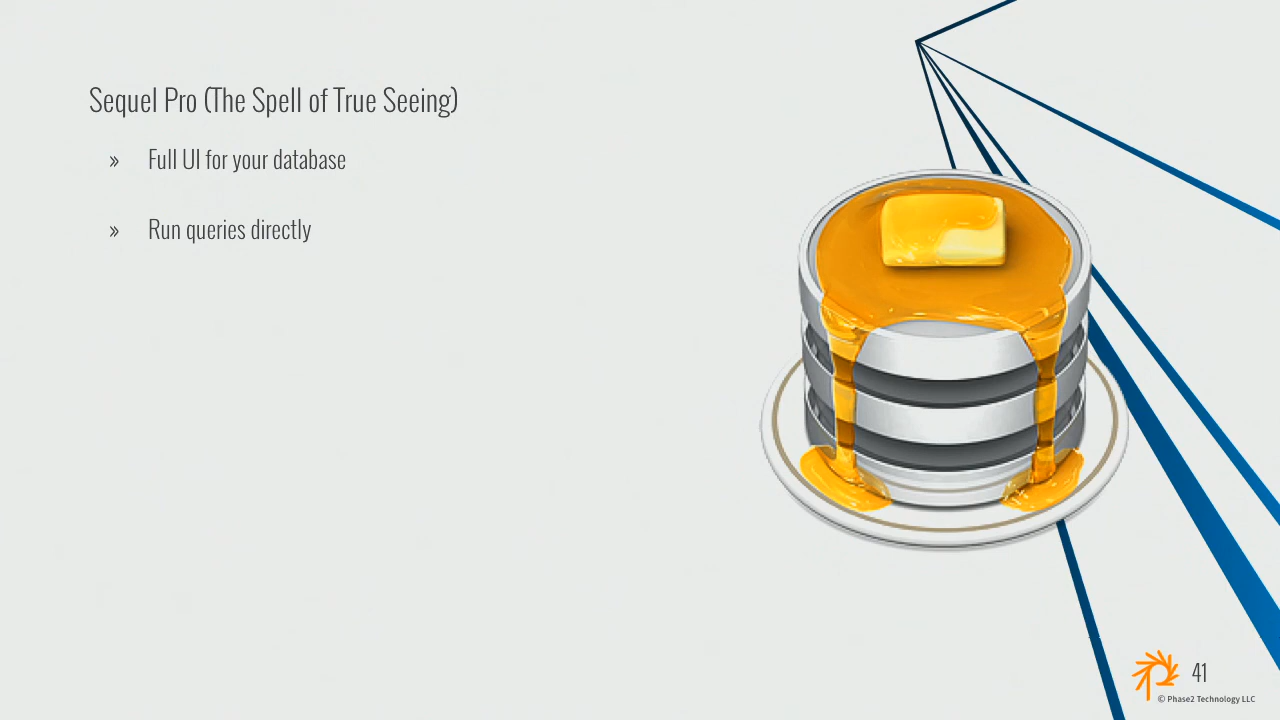 Sequel Pro (The Spell of True Seeing)
» Full UI for your database
» Run queries directly
41
© Phase2 Technology LLC